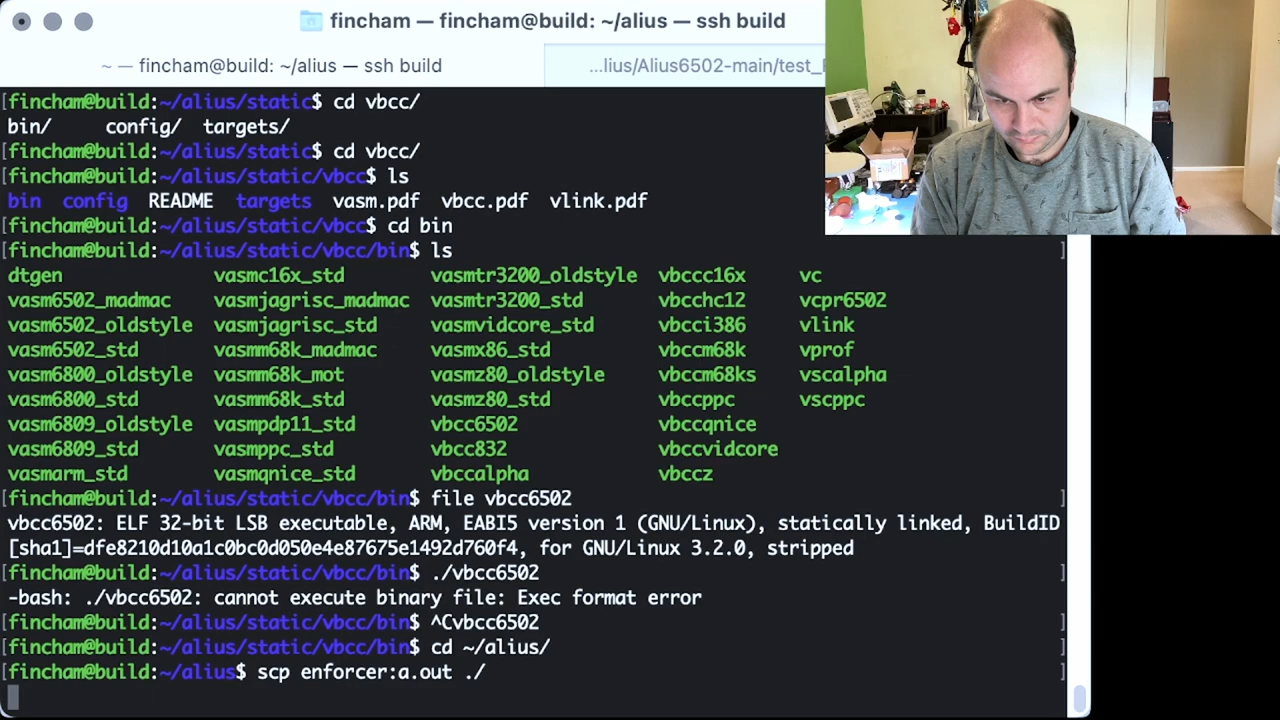 fincham — fincham@build: ~/alius — ssh build
~ — fincham@build: ~/alius — ssh build
...lius/Alius6502-main/test_
[fincham@build:~/alius/static$ cd vbcc/
bin/ config/ targets/
[fincham@build:~/alius/static$ cd vbcc/
[fincham@build:~/alius/static/vbcc$ ls
bin config README targets vasm.pdf vbcc.pdf vlink.pdf
[fincham@build:~/alius/static/vbcc$ cd bin
[fincham@build:~/alius/static/vbcc/bin$ ls ]
dtgen vasmc16x_std vasmtr3200_oldstyle vbccc16x vc
vasm6502_madmac vasmjagrisc_madmac vasmtr3200_std vbcchc12 vcpr6502
vasm6502_oldstyle vasmjagrisc_std vasmvidcore_std vbcci386 vlink
vasm6502_std vasmm68k_madmac vasmx86_std vbccm68k vprof
vasm6800_oldstyle vasmm68k_mot vasmz80_oldstyle vbccm68ks vscalpha
vasm6800_std vasmm68k_std vasmz80_std vbccppc vscppc
vasm6809_oldstyle vasmpdp11_std vbcc6502 vbccqnice
vasm6809_std vasmppc_std vbcc832 vbccvidcore
vasmarm_std vasmqnice_std vbccalpha vbccz
[fincham@build:~/alius/static/vbcc/bin$ file vbcc6502 ]
vbcc6502: ELF 32-bit LSB executable, ARM, EABI5 version 1 (GNU/Linux), statically linked, BuildID
[sha1]=dfe8210d10a1c0bc0d050e4e87675e1492d760f4, for GNU/Linux 3.2.0, stripped
[fincham@build:~/alius/static/vbcc/bin$ ./vbcc6502 ]
-bash: ./vbcc6502: cannot execute binary file: Exec format error
[fincham@build:~/alius/static/vbcc/bin$ ^Cvbcc6502 ]
[fincham@build:~/alius/static/vbcc/bin$ cd ~/alius/ ]
[fincham@build:~/alius$ scp enforcer:a.out ./ ]